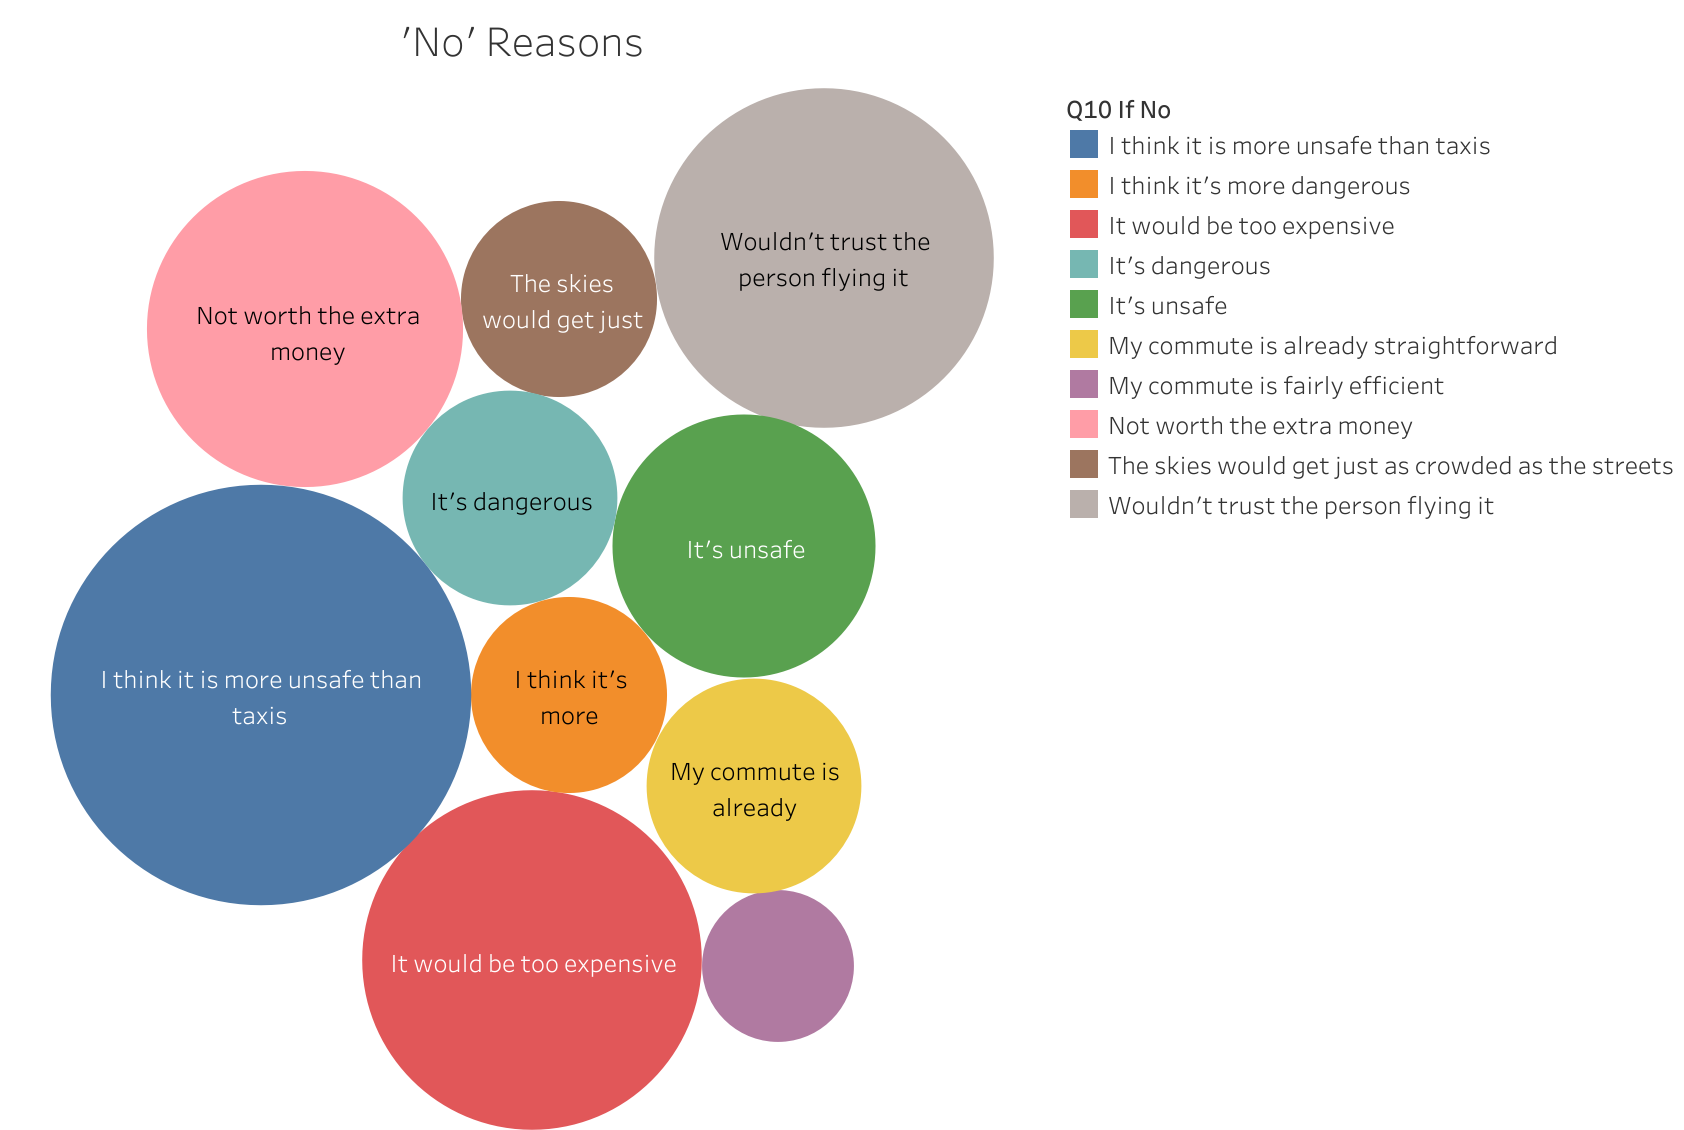 'No' Reasons
Wouldn't trust the
person flying it
The skies
would get just
Not worth the extra
money
It's dangerous
It's unsafe
I think it is more unsafe than
taxis
I think it's
more
My commute is
already
It would be too expensive
Q10 If No
I think it is more unsafe than taxis
I think it's more dangerous
It would be too expensive
It's dangerous
It's unsafe
My commute is already straightforward
My commute is fairly efficient
Not worth the extra money
The skies would get just as crowded as the streets
Wouldn't trust the person flying it